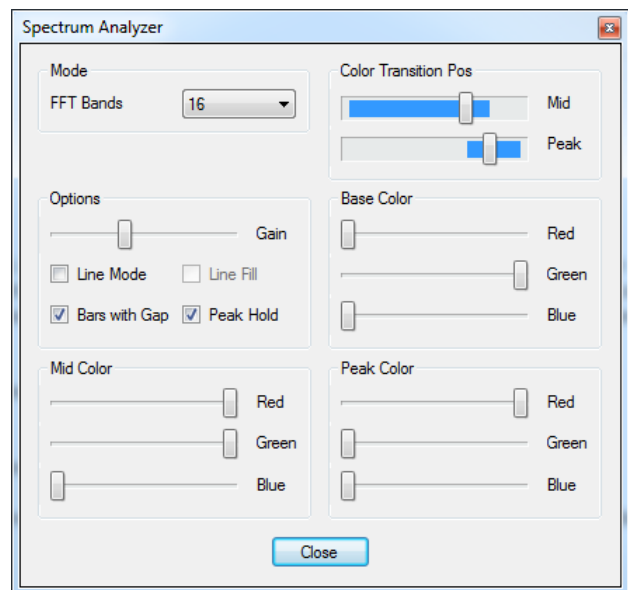 Spectrum Analyzer
Mode
FFT Bands 16
Color Transition Pos
Mid
Peak
Options
Gain
Line Mode Line Fill
Bars with Gap Peak Hold
Base Color
Red
Green
Blue
Mid Color
Red
Green
Blue
Peak Color
Red
Green
Blue
Close